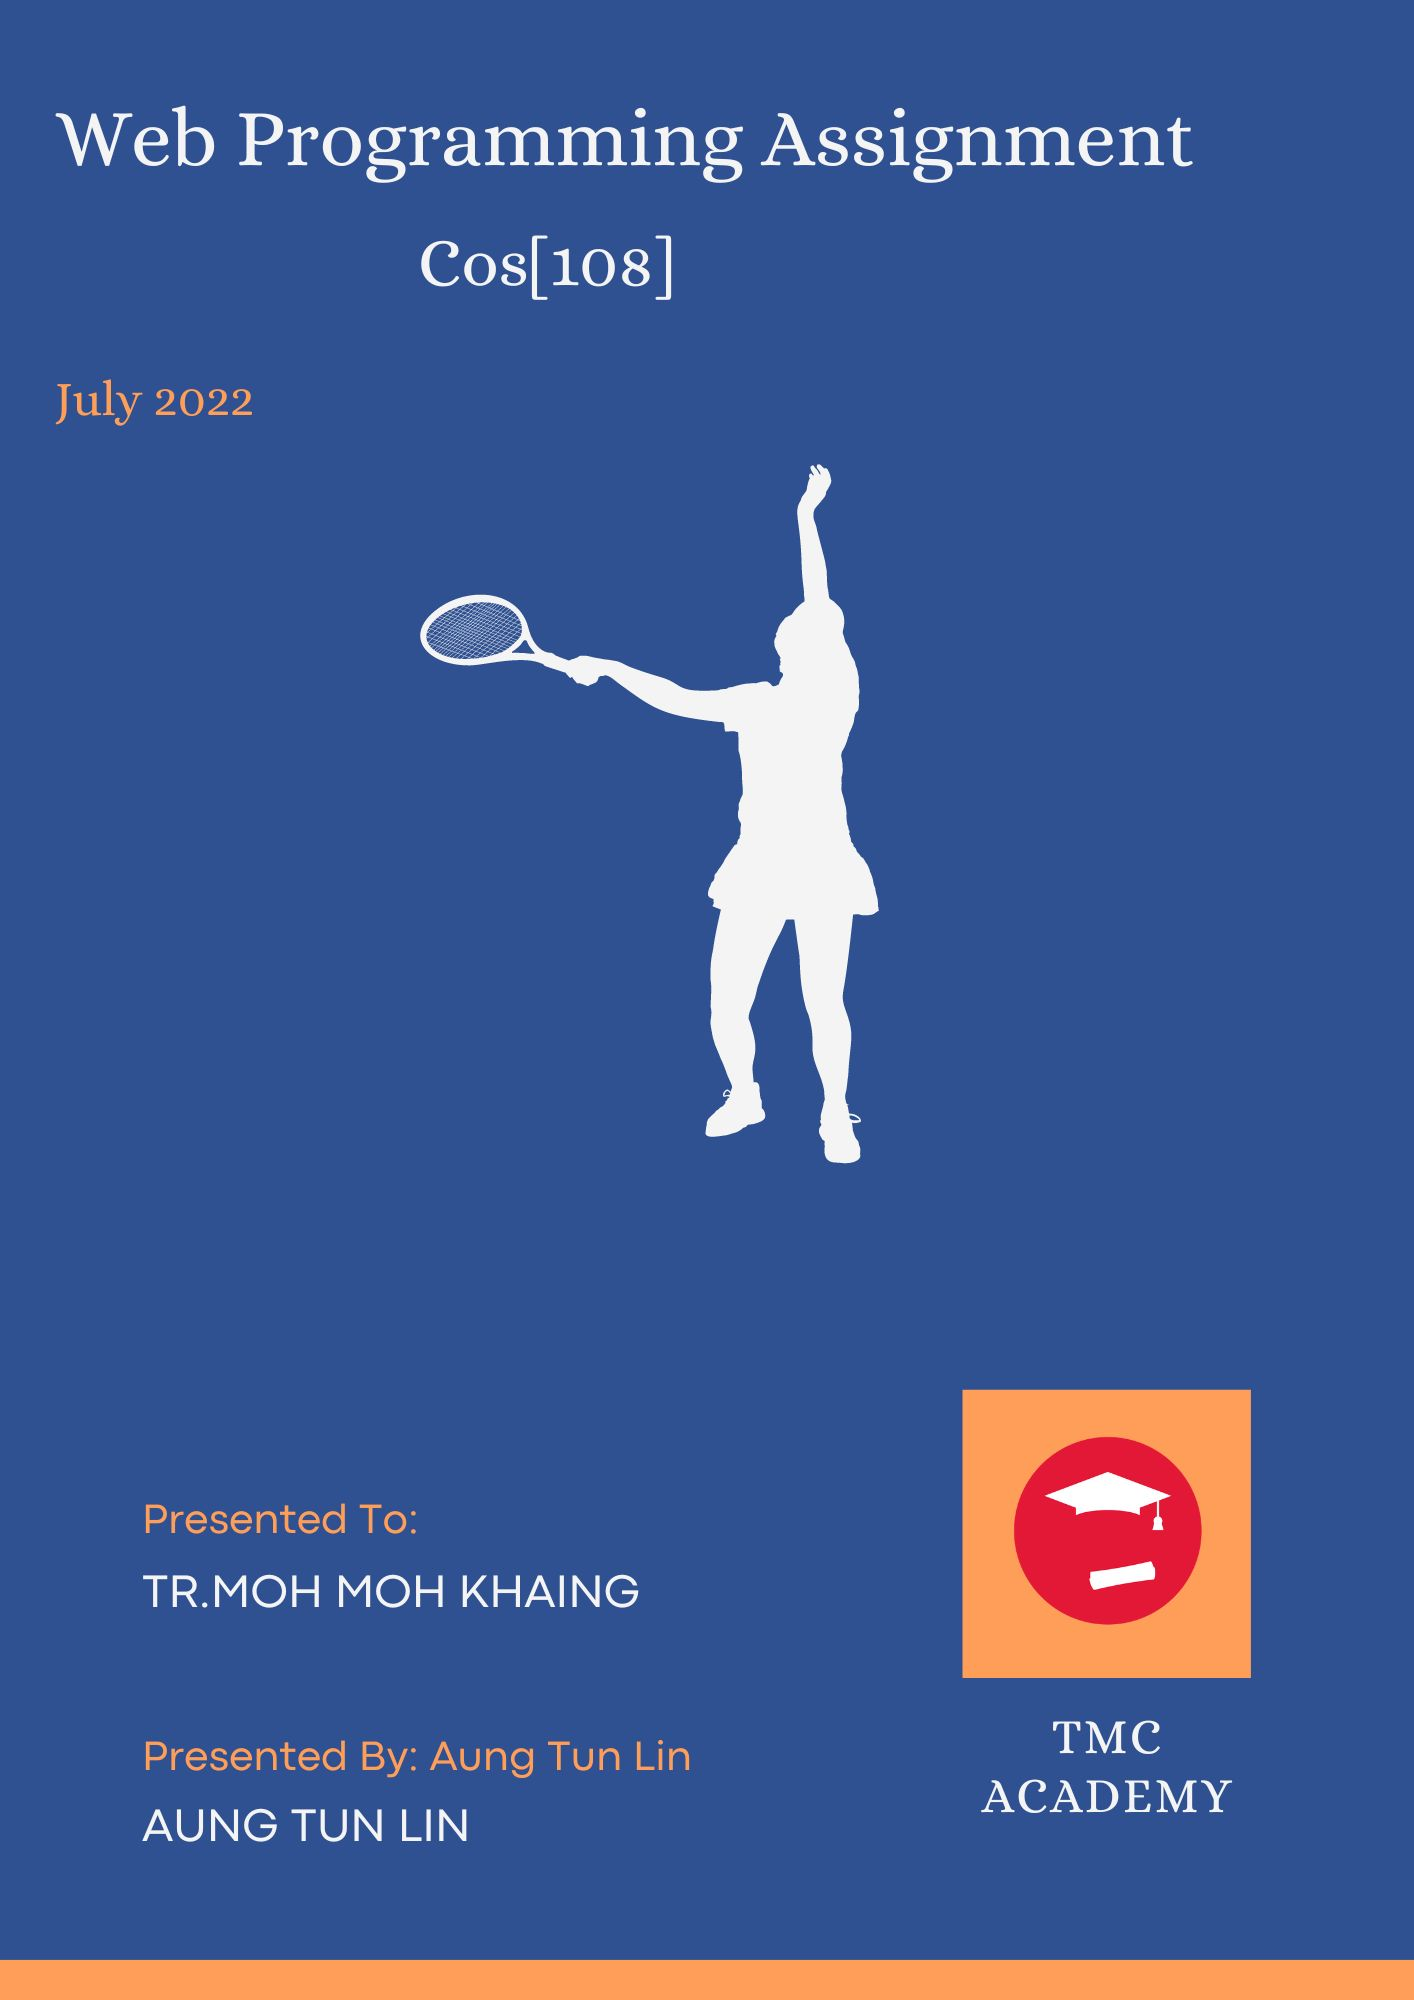 Web Programming Assignment
Cos[108]
July 2022
Presented To:
TR.MOH MOH KHAING
Presented By: Aung Tun Lin
AUNG TUN LIN
TMC
ACADEMY